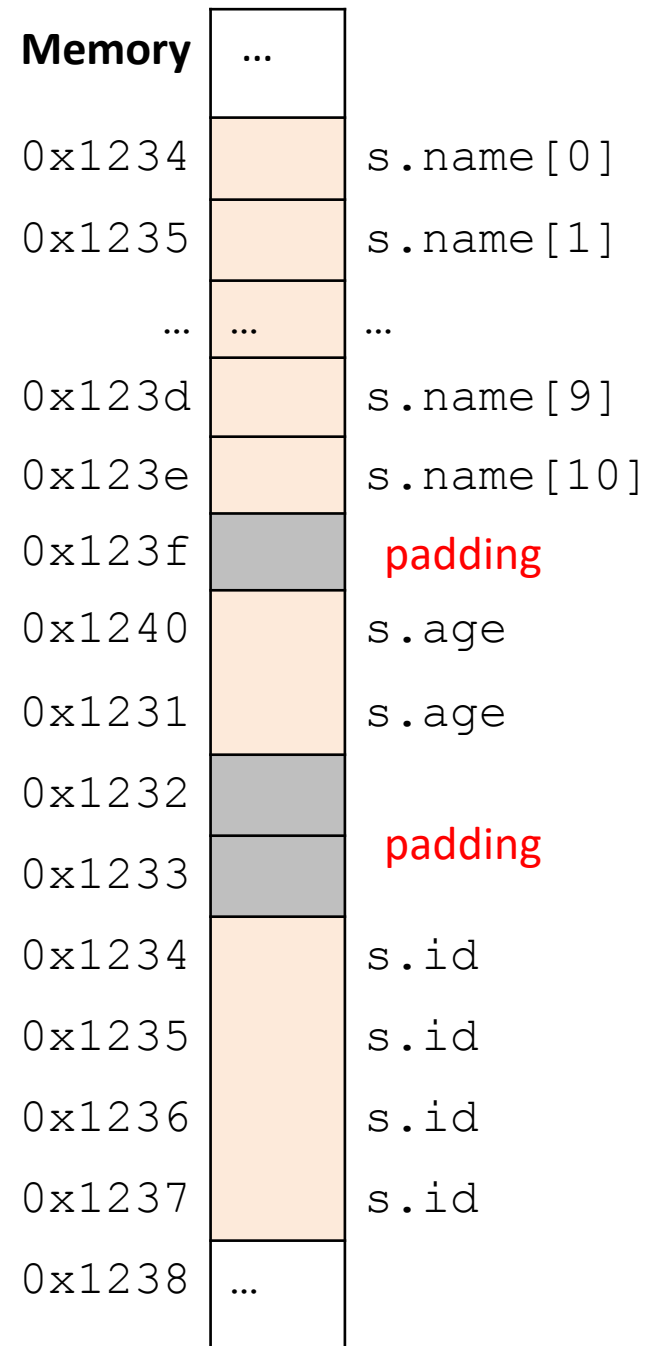 Memory …
0x1234 s.name[0]
0x1235 s.name[1]
… … …
0x123d s.name[9]
0x123e s.name[10]
0x123f padding
0x1240 s.age
0x1231 s.age
0x1232
padding
0x1233
0x1234 s.id
0x1235 s.id
0x1236 s.id
0x1237 s.id
0x1238 …